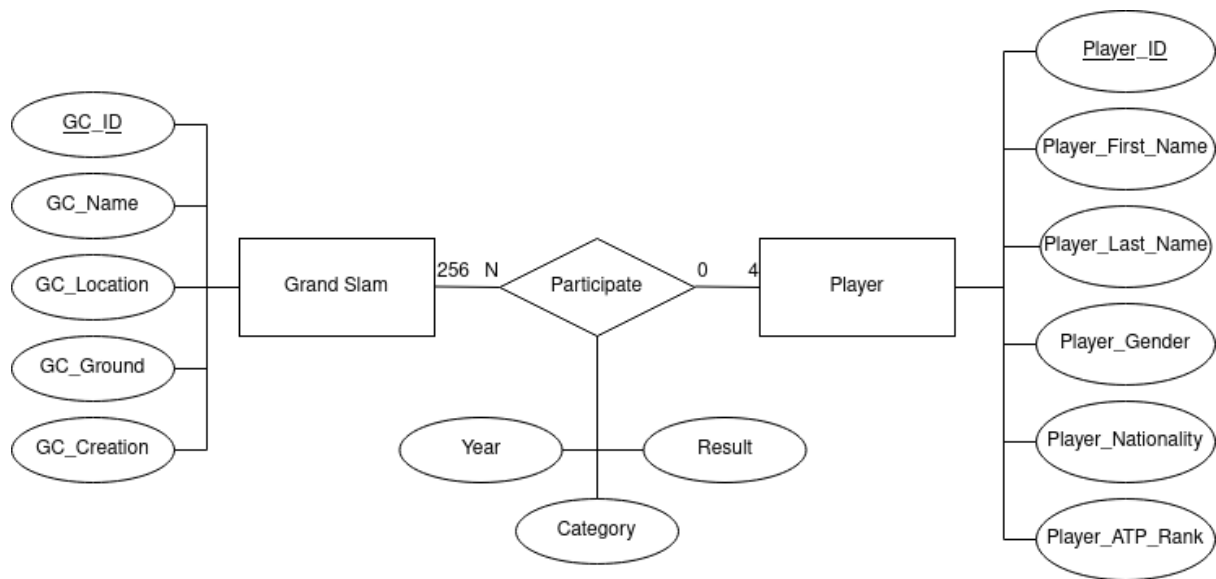 GC_ID
GC_Name
GC_Location
GC_Ground
GC_Creation
Grand Slam
256 N
Participate
0 4
Player
Year
Result
Category
Player_ID
Player_First_Name
Player_Last_Name
Player_Gender
Player_Nationality
Player_ATP_Rank